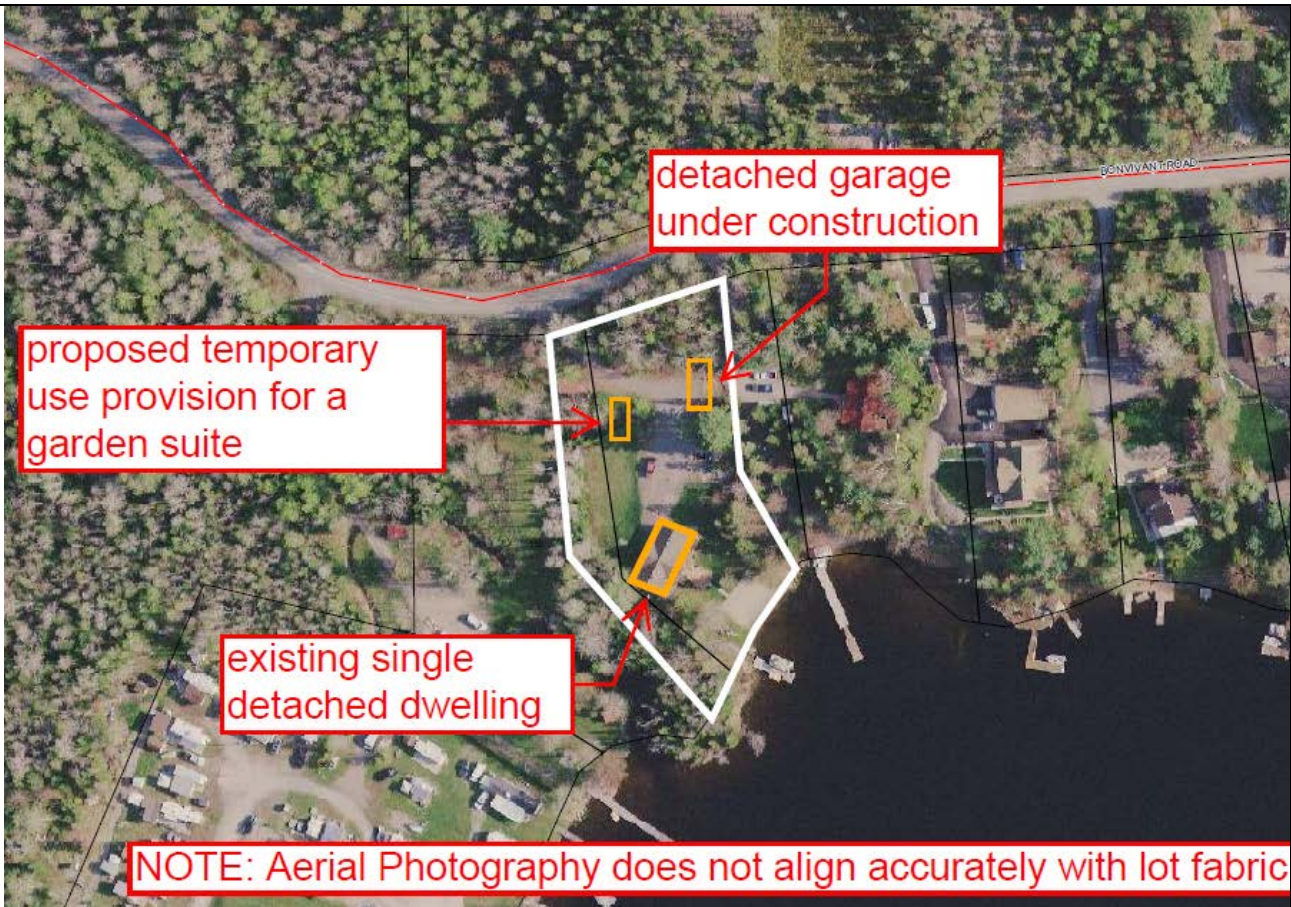 detached garage
under construction
BONVIVANT ROAD
proposed temporary
use provision for a
garden suite
existing single
detached dwelling
NOTE: Aerial Photography does not align accurately with lot fabric